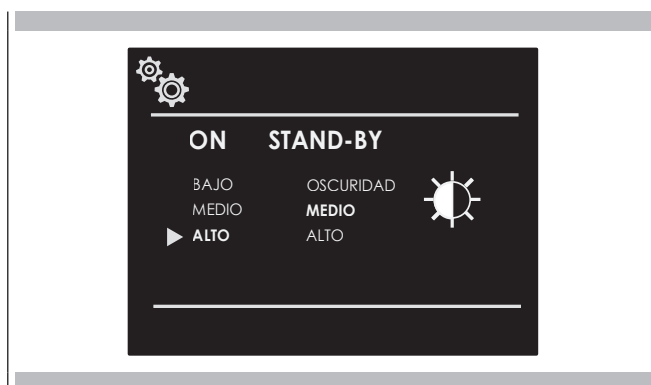 ON STAND-BY
BAJO OSCURIDAD
MEDIO MEDIO
ALTO ALTO